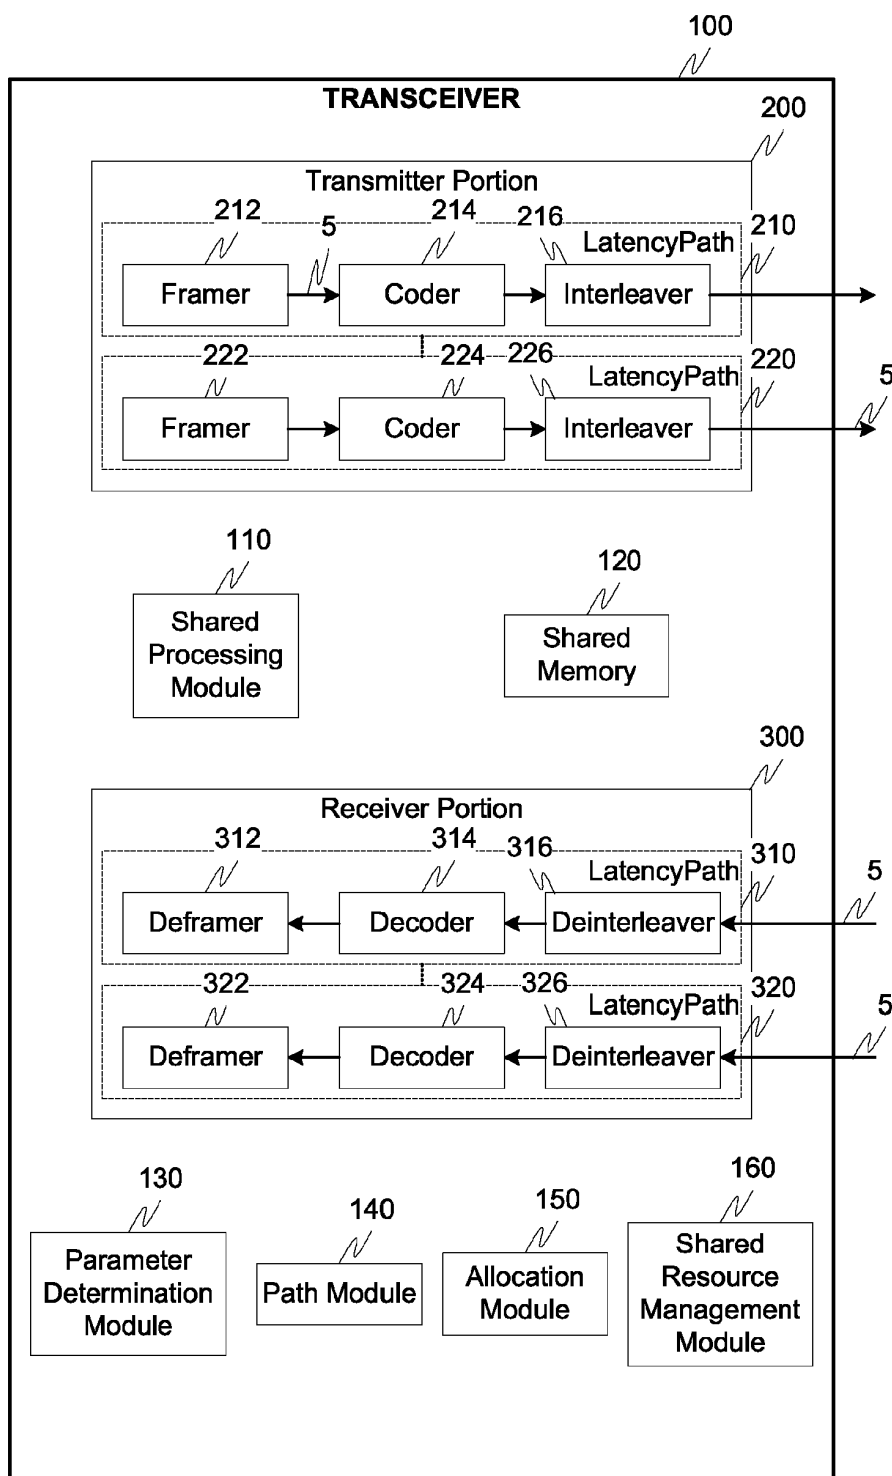 100
TRANSCEIVER
200
Transmitter Portion
212
5
214
216
LatencyPath
210
Framer
Coder
Interleaver
222
224
226
LatencyPath
220
5
Framer
Coder
Interleaver
110
120
Shared
Processing
Module
Shared
Memory
300
Receiver Portion
312
314
316
LatencyPath
310
5
Deframer
Decoder
Deinterleaver
322
324
326
LatencyPath
320
5
Deframer
Decoder
Deinterleaver
130
140
150
160
Parameter
Determination
Module
Path Module
Allocation
Module
Shared
Resource
Management
Module